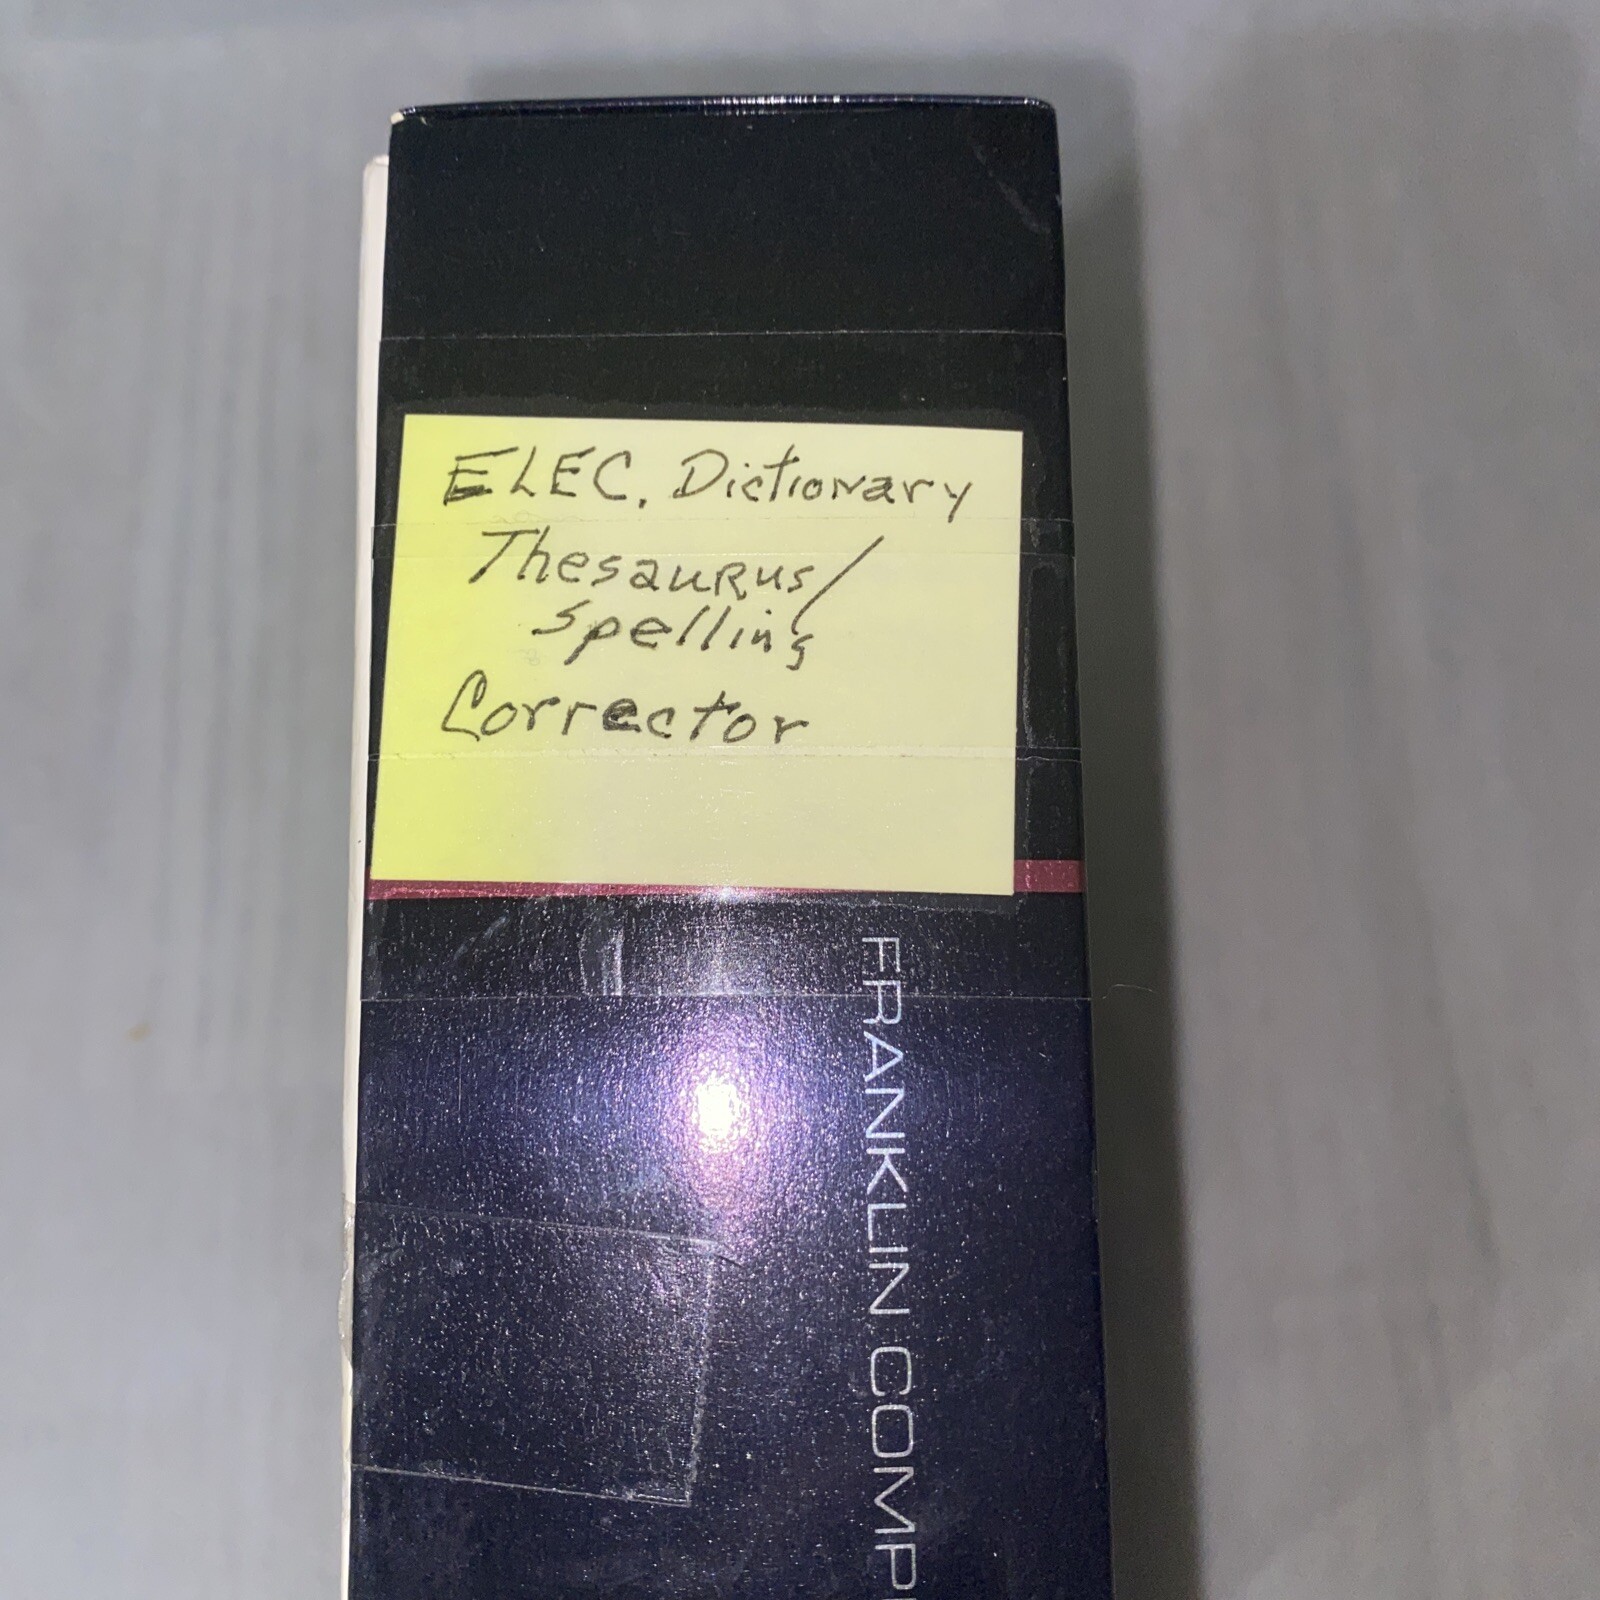 ELEC. Dictionary
Thesaurus/
Spelling
Corrector
FRANKLIN COMP